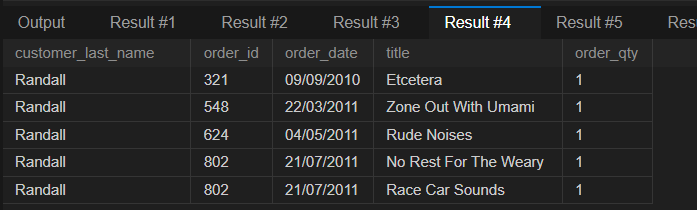 Output Result #1 Result #2 Result #3 Result #4 Result #5
customer_last_name order_id order_date title order_qty
Randall 321 09/09/2010 Etcetera 1
Randall 548 22/03/2011 Zone Out With Umami 1
Randall 624 04/05/2011 Rude Noises 1
Randall 802 21/07/2011 No Rest For The Weary 1
Randall 802 21/07/2011 Race Car Sounds 1